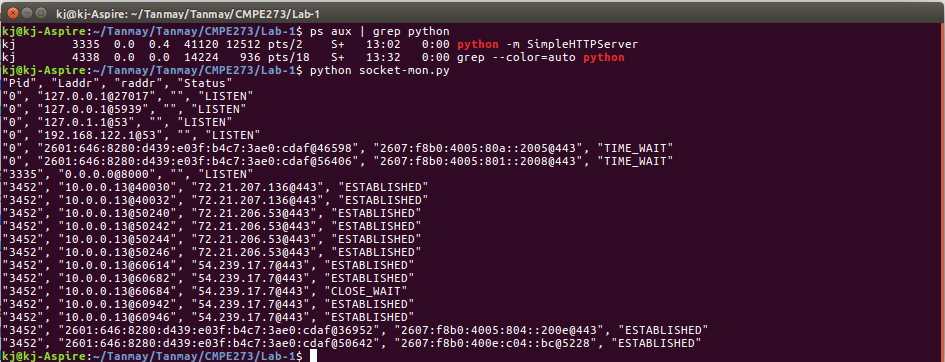 kj@kj-Aspire: ~/Tanmay/Tanmay/CMPE273/Lab-1
kj@kj-Aspire:~/Tanmay/Tanmay/CMPE273/Lab-1$ ps aux | grep python
kj 3335 0.0 0.4 41120 12512 pts/2 S+ 13:02 0:00 python -m SimpleHTTPServer
kj 4338 0.0 0.0 14224 936 pts/18 S+ 13:32 0:00 grep --color=auto python
kj@kj-Aspire:~/Tanmay/Tanmay/CMPE273/Lab-1$ python socket-mon.py
"Pid", "Laddr", "raddr", "Status"
"0", "127.0.0.1@27017", "", "LISTEN"
"0", "127.0.0.1@5939", "", "LISTEN"
"0", "127.0.1.1@53", "", "LISTEN"
"0", "192.168.122.1@53", "", "LISTEN"
"0", "2601:646:8280:d439:e03f:b4c7:3ae0:cdaf@46598", "2607:f8b0:4005:80a::2005@443", "TIME_WAIT"
"0", "2601:646:8280:d439:e03f:b4c7:3ae0:cdaf@56406", "2607:f8b0:4005:801::2008@443", "TIME_WAIT"
"3335", "0.0.0.0@8000", "", "LISTEN"
"3452", "10.0.0.13@40030", "72.21.207.136@443", "ESTABLISHED"
"3452", "10.0.0.13@40032", "72.21.207.136@443", "ESTABLISHED"
"3452", "10.0.0.13@50240", "72.21.206.53@443", "ESTABLISHED"
"3452", "10.0.0.13@50242", "72.21.206.53@443", "ESTABLISHED"
"3452", "10.0.0.13@50244", "72.21.206.53@443", "ESTABLISHED"
"3452", "10.0.0.13@50246", "72.21.206.53@443", "ESTABLISHED"
"3452", "10.0.0.13@60614", "54.239.17.7@443", "ESTABLISHED"
"3452", "10.0.0.13@60682", "54.239.17.7@443", "ESTABLISHED"
"3452", "10.0.0.13@60684", "54.239.17.7@443", "CLOSE_WAIT"
"3452", "10.0.0.13@60942", "54.239.17.7@443", "ESTABLISHED"
"3452", "10.0.0.13@60946", "54.239.17.7@443", "ESTABLISHED"
"3452", "2601:646:8280:d439:e03f:b4c7:3ae0:cdaf@36952", "2607:f8b0:4005:804::200e@443", "ESTABLISHED"
"3452", "2601:646:8280:d439:e03f:b4c7:3ae0:cdaf@50642", "2607:f8b0:400e:c04::bc@5228", "ESTABLISHED"
kj@kj-Aspire:~/Tanmay/Tanmay/CMPE273/Lab-1$